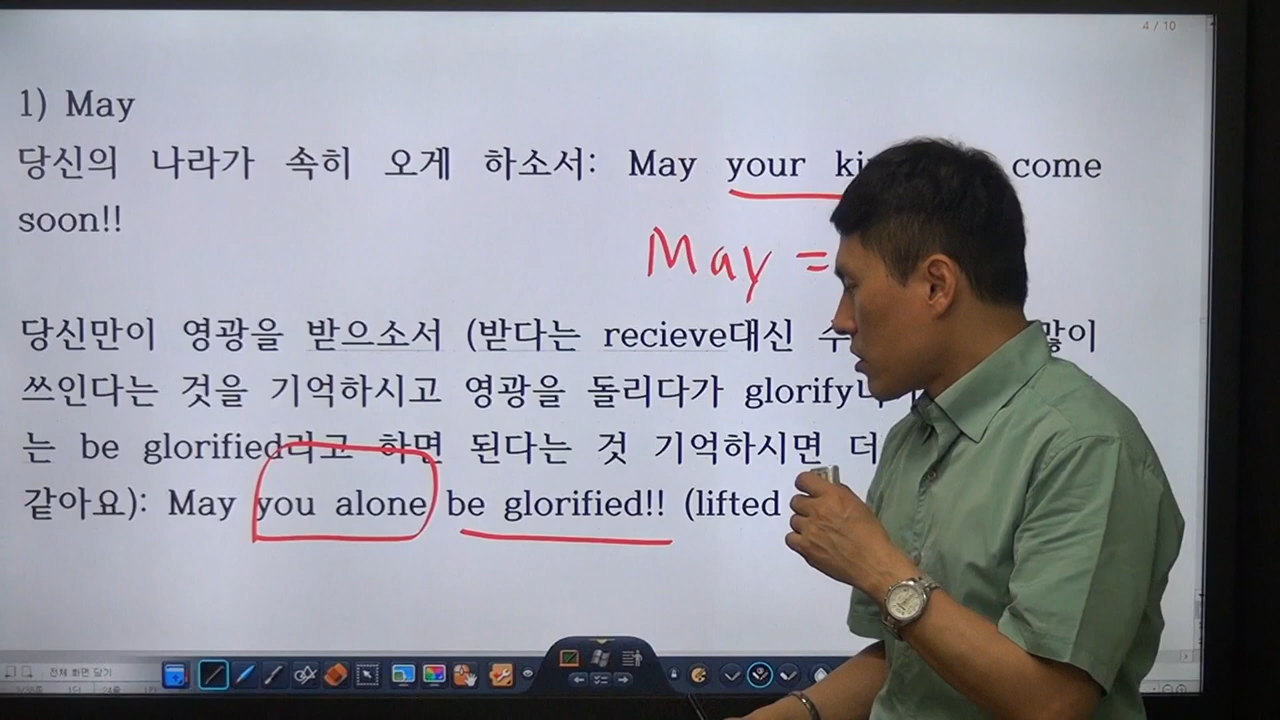 4 / 10
1) May
당신의 나라가 속히 오게 하소서: May your come
soon!!
May =
당신만이 영광을 받으소서 (받다는 recieve대신 많이
쓰인다는 것을 기억하시고 영광을 돌리다가 glorify
는 be glorified라고 하면 된다는 것 기억하시면 더
같아요): May you alone be glorified!! (lifted
전체 화면 닫기